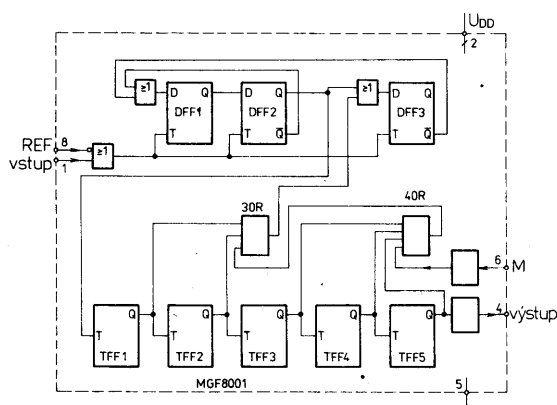 UDD
2
≥1
D Q
DFF1
T
D Q
DFF2
T Q̅
≥1
D Q
DFF3
T Q̅
REF 8
vstup 1
≥1
30R
40R
6 M
Q
T
TFF1
Q
T
TFF2
Q
T
TFF3
Q
T
TFF4
Q
T
TFF5
4 výstup
MGF8001
5